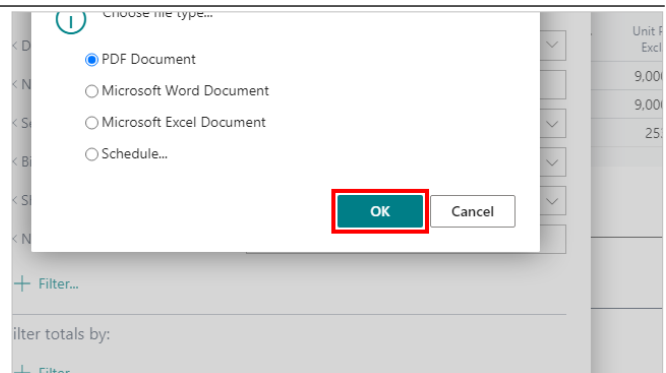 Choose file type...
PDF Document
Microsoft Word Document
Microsoft Excel Document
Schedule...
OK
Cancel
Unit
Excl
9,00
9,00
25
< D
< N
< S
< Bi
< S
< N
+ Filter...
ilter totals by:
+ Filter